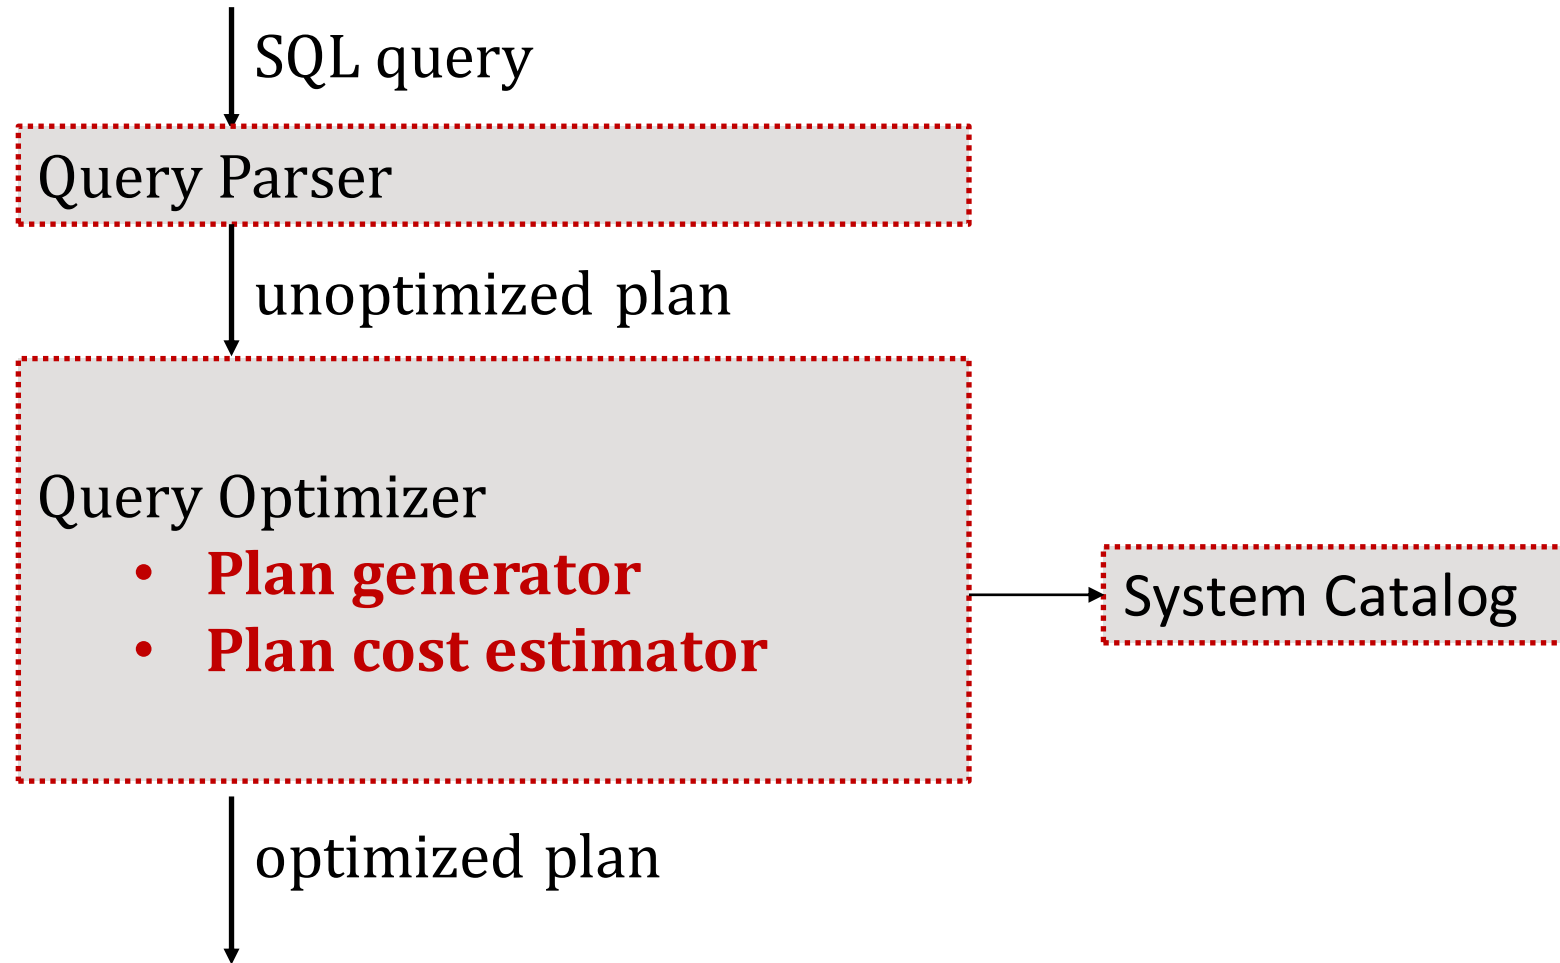 SQL query
Query Parser
unoptimized plan
Query Optimizer
• Plan generator
• Plan cost estimator
System Catalog
optimized plan